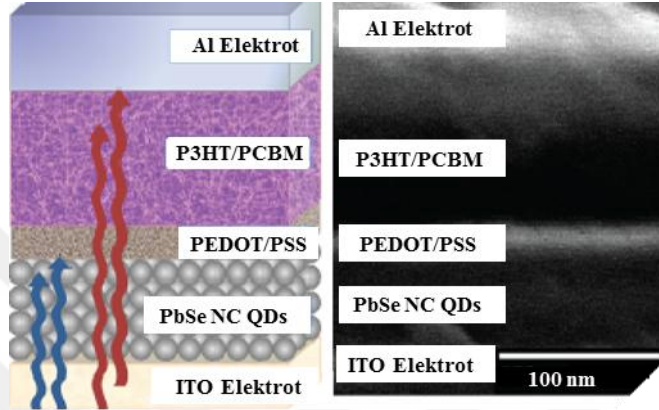 Al Elektrot
P3HT/PCBM
PEDOT/PSS
PbSe NC QDs
ITO Elektrot
Al Elektrot
P3HT/PCBM
PEDOT/PSS
PbSe NC QDs
ITO Elektrot
100 nm